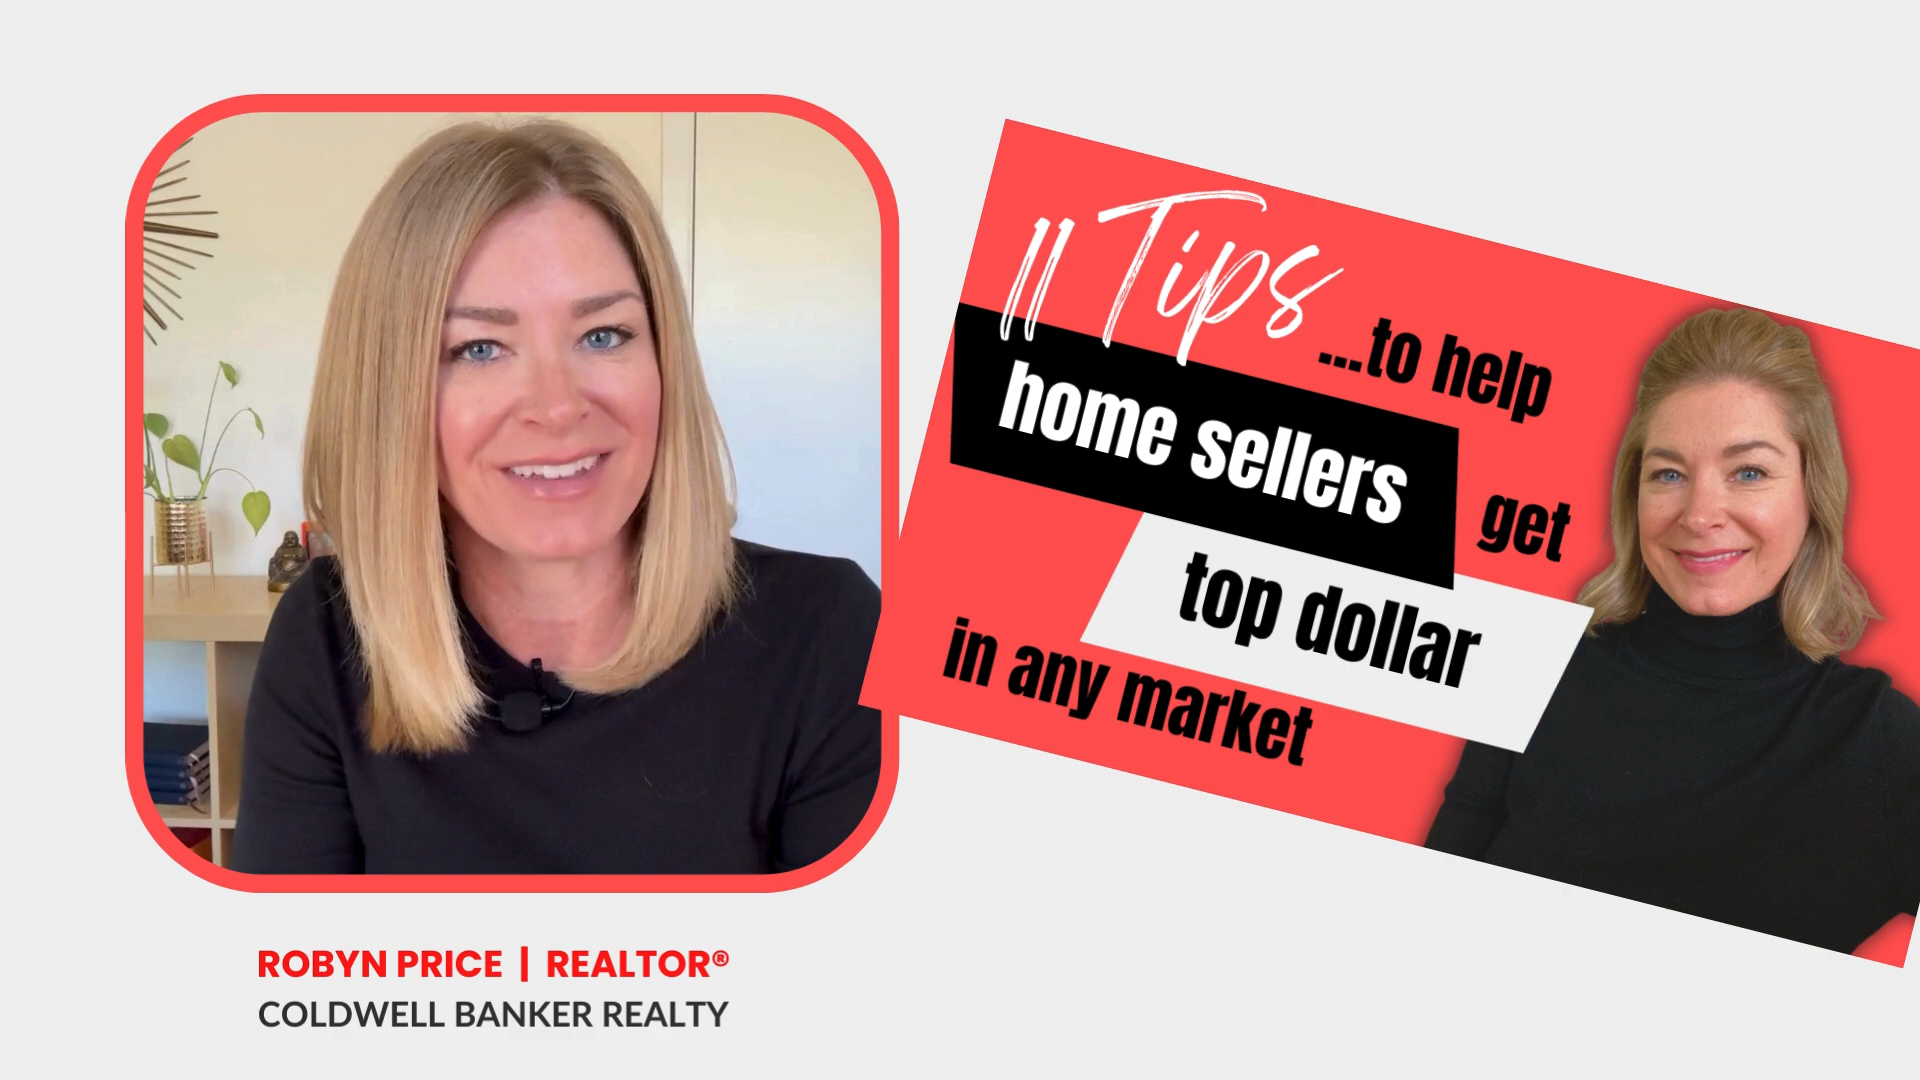 11 Tips
...to help
home sellers
get
top dollar
in any market
ROBYN PRICE | REALTOR®
COLDWELL BANKER REALTY